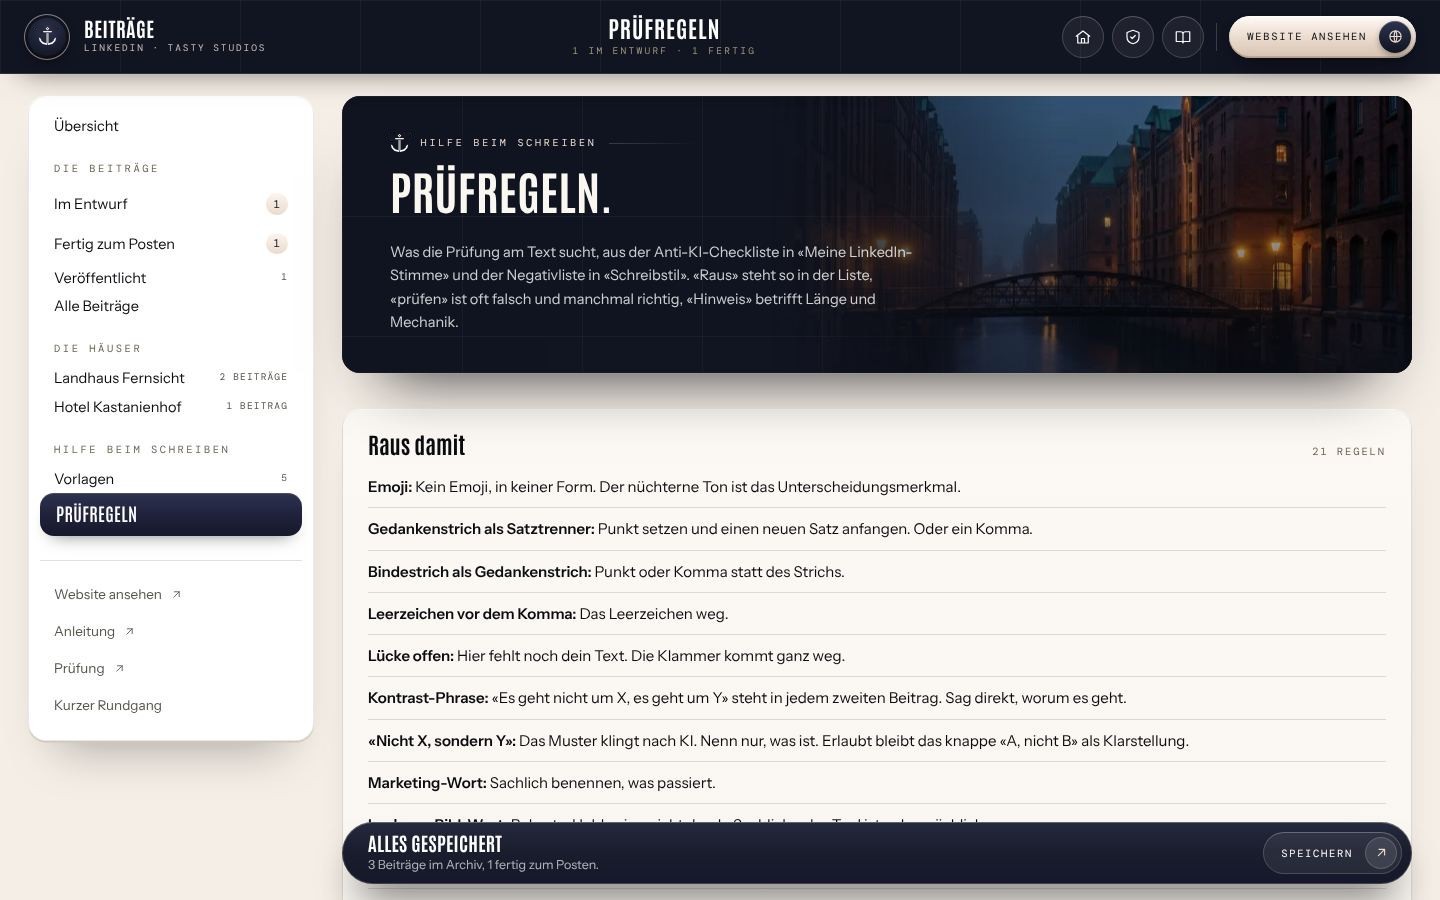 BEITRÄGE
LINKEDIN · TASTY STUDIOS
PRÜFREGELN
1 IM ENTWURF · 1 FERTIG
WEBSITE ANSEHEN
Übersicht
DIE BEITRÄGE
Im Entwurf 1
Fertig zum Posten 1
Veröffentlicht 1
Alle Beiträge
DIE HÄUSER
Landhaus Fernsicht 2 BEITRÄGE
Hotel Kastanienhof 1 BEITRAG
HILFE BEIM SCHREIBEN
Vorlagen 5
PRÜFREGELN
Website ansehen
Anleitung
Prüfung
Kurzer Rundgang
HILFE BEIM SCHREIBEN
PRÜFREGELN.
Was die Prüfung am Text sucht, aus der Anti-KI-Checkliste in «Meine LinkedIn-
Stimme» und der Negativliste in «Schreibstil». «Raus» steht so in der Liste,
«prüfen» ist oft falsch und manchmal richtig, «Hinweis» betrifft Länge und
Mechanik.
Raus damit
21 REGELN
Emoji: Kein Emoji, in keiner Form. Der nüchterne Ton ist das Unterscheidungsmerkmal.
Gedankenstrich als Satztrenner: Punkt setzen und einen neuen Satz anfangen. Oder ein Komma.
Bindestrich als Gedankenstrich: Punkt oder Komma statt des Strichs.
Leerzeichen vor dem Komma: Das Leerzeichen weg.
Lücke offen: Hier fehlt noch dein Text. Die Klammer kommt ganz weg.
Kontrast-Phrase: «Es geht nicht um X, es geht um Y» steht in jedem zweiten Beitrag. Sag direkt, worum es geht.
«Nicht X, sondern Y»: Das Muster klingt nach KI. Nenn nur, was ist. Erlaubt bleibt das knappe «A, nicht B» als Klarstellung.
Marketing-Wort: Sachlich benennen, was passiert.
ALLES GESPEICHERT
3 Beiträge im Archiv, 1 fertig zum Posten.
SPEICHERN